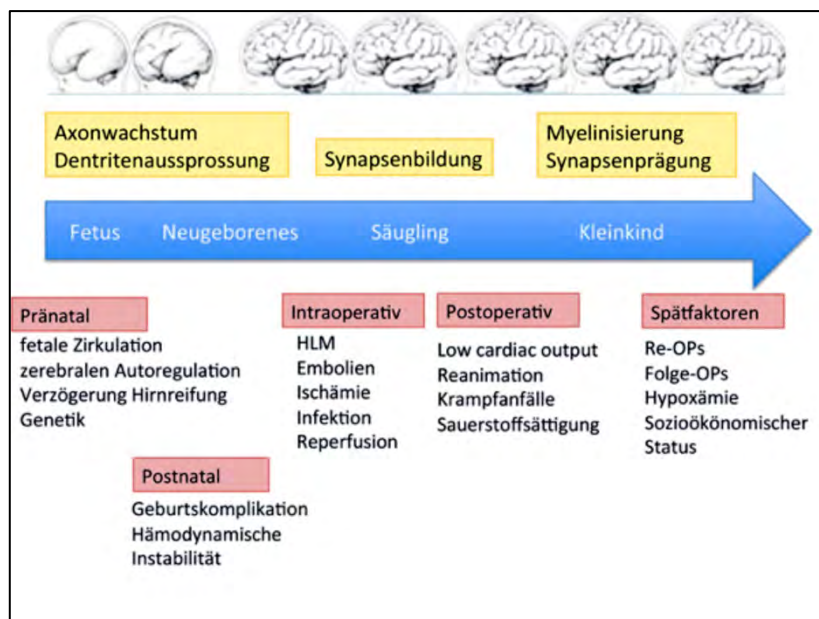 Axonwachstum
Dentritenaussprossung
Synapsenbildung
Myelinisierung
Synapsenprägung
Fetus
Neugeborenes
Säugling
Kleinkind
Pränatal
fetale Zirkulation
zerebralen Autoregulation
Verzögerung Hirnreifung
Genetik
Postnatal
Geburtskomplikation
Hämodynamische
Instabilität
Intraoperativ
HLM
Embolien
Ischämie
Infektion
Reperfusion
Postoperativ
Low cardiac output
Reanimation
Krampfanfälle
Sauerstoffsättigung
Spätfaktoren
Re-OPs
Folge-OPs
Hypoxämie
Sozioökönomischer
Status